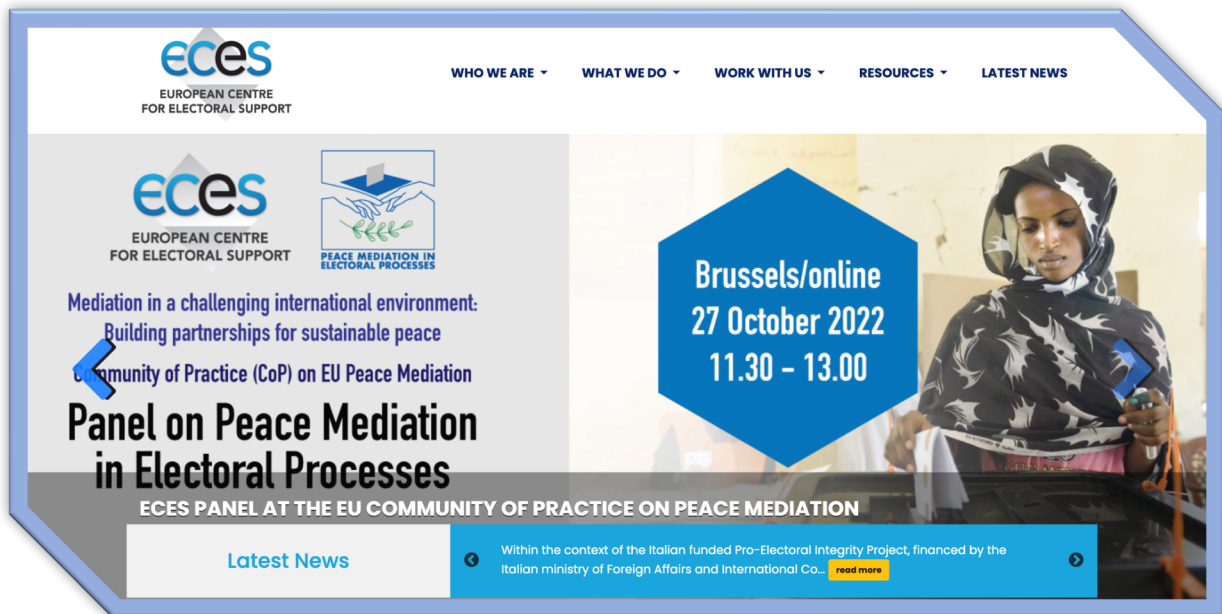 eces
EUROPEAN CENTRE
FOR ELECTORAL SUPPORT
WHO WE ARE
WHAT WE DO
WORK WITH US
RESOURCES
LATEST NEWS
eces
EUROPEAN CENTRE
FOR ELECTORAL SUPPORT
PEACE MEDIATION IN
ELECTORAL PROCESSES
Mediation in a challenging international environment:
Building partnerships for sustainable peace
Community of Practice (CoP) on EU Peace Mediation
Panel on Peace Mediation
in Electoral Processes
Brussels/online
27 October 2022
11.30 – 13.00
ECES PANEL AT THE EU COMMUNITY OF PRACTICE ON PEACE MEDIATION
Latest News
Within the context of the Italian funded Pro-Electoral Integrity Project, financed by the
Italian ministry of Foreign Affairs and International Co... read more